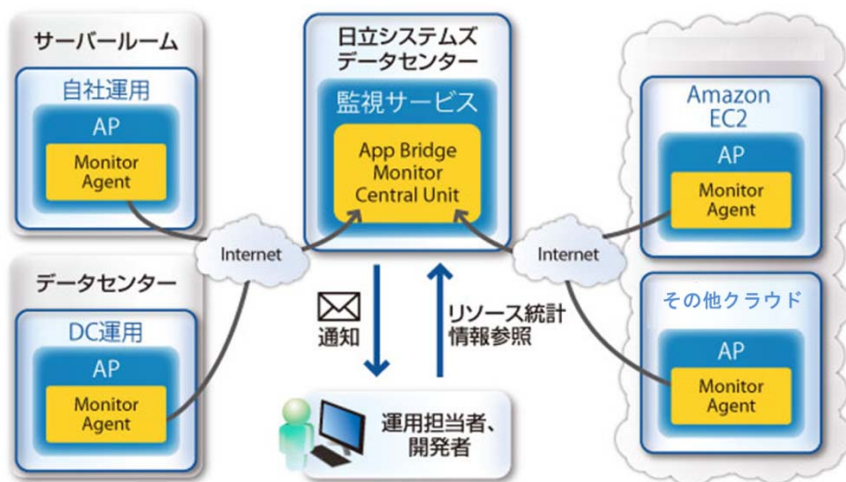 サーバールーム
自社運用
AP
Monitor
Agent
データセンター
DC運用
AP
Monitor
Agent
Internet
日立システムズ
データセンター
監視サービス
App Bridge
Monitor
Central Unit
通知
リソース統計
情報参照
運用担当者、
開発者
Internet
Amazon
EC2
AP
Monitor
Agent
その他クラウド
AP
Monitor
Agent